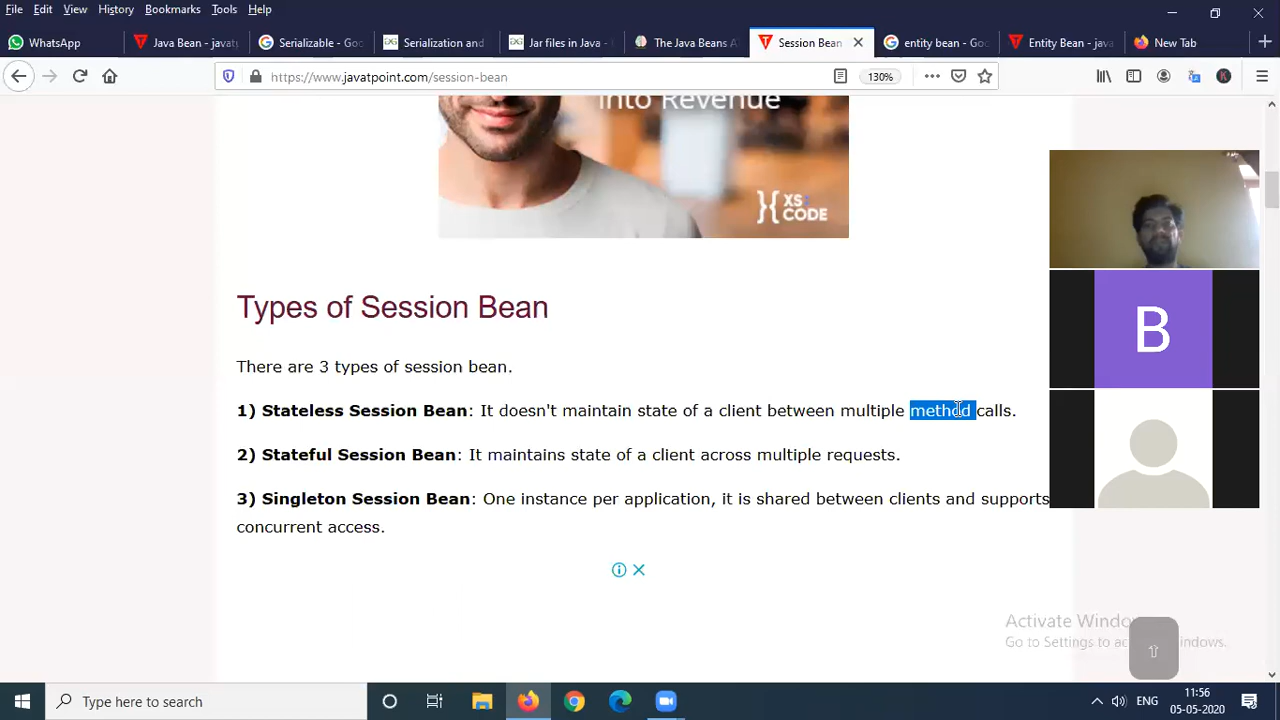 File Edit View History Bookmarks Tools Help
WhatsApp
Java Bean - javat
Serializable - Goo
Serialization and
Jar files in Java -
The Java Beans A
Session Bean
entity bean - Goo
Entity Bean - java
New Tab
https://www.javatpoint.com/session-bean
130%
K
into Revenue
XS:
CODE
Types of Session Bean
There are 3 types of session bean.
1) Stateless Session Bean: It doesn't maintain state of a client between multiple method calls.
2) Stateful Session Bean: It maintains state of a client across multiple requests.
3) Singleton Session Bean: One instance per application, it is shared between clients and supports
concurrent access.
B
Activate Window
Go to Settings to ac indows.
Type here to search
ENG
11:56
05-05-2020